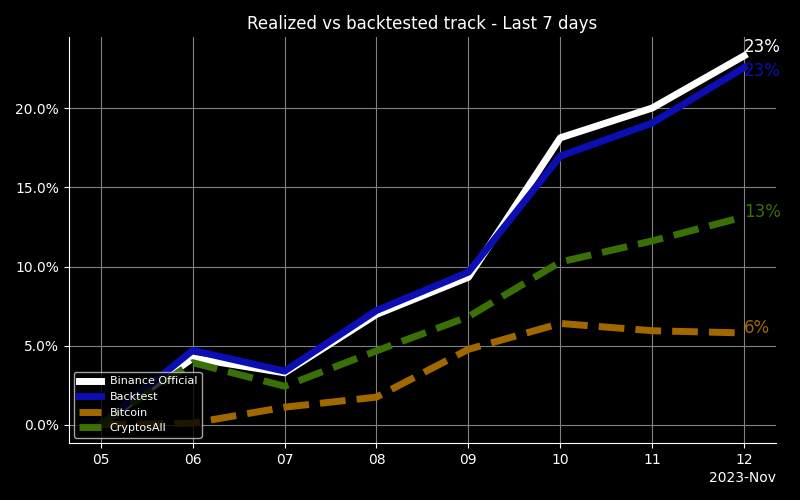 Realized vs backtested track - Last 7 days
23%
23%
20.0%
15.0%
13%
10.0%
6%
5.0%
0.0%
Binance Official
Backtest
Bitcoin
CryptosAll
05 06 07 08 09 10 11 12
2023-Nov